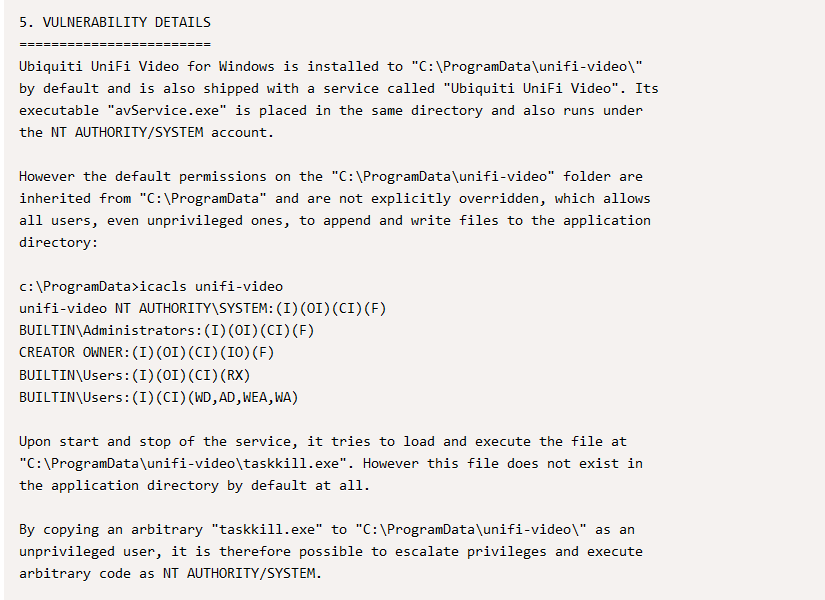 5. VULNERABILITY DETAILS
========================
Ubiquiti UniFi Video for Windows is installed to "C:\ProgramData\unifi-video\"
by default and is also shipped with a service called "Ubiquiti UniFi Video". Its
executable "avService.exe" is placed in the same directory and also runs under
the NT AUTHORITY/SYSTEM account.

However the default permissions on the "C:\ProgramData\unifi-video" folder are
inherited from "C:\ProgramData" and are not explicitly overridden, which allows
all users, even unprivileged ones, to append and write files to the application
directory:

c:\ProgramData>icacls unifi-video
unifi-video NT AUTHORITY\SYSTEM:(I)(OI)(CI)(F)
BUILTIN\Administrators:(I)(OI)(CI)(F)
CREATOR OWNER:(I)(OI)(CI)(IO)(F)
BUILTIN\Users:(I)(OI)(CI)(RX)
BUILTIN\Users:(I)(CI)(WD,AD,WEA,WA)

Upon start and stop of the service, it tries to load and execute the file at
"C:\ProgramData\unifi-video\taskkill.exe". However this file does not exist in
the application directory by default at all.

By copying an arbitrary "taskkill.exe" to "C:\ProgramData\unifi-video\" as an
unprivileged user, it is therefore possible to escalate privileges and execute
arbitrary code as NT AUTHORITY/SYSTEM.